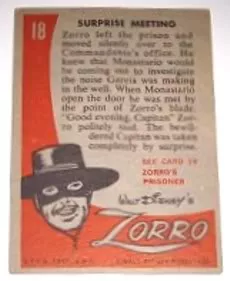 18
SURPRISE MEETING
Zorro left the prison and
moved silently over to the
Commandante's office. He
knew that Monastario would
be coming out to investigate
the noise Garcia was making
in the well. When Monastario
open the door he was met by
the point of Zorro's blade.
"Good evening, Capitan" Zor-
ro politely said. The bewil-
dered Capitan was taken
completely by surprise.
SEE CARD 19
ZORRO'S
PRISONER
WALT DISNEY'S
ZORRO